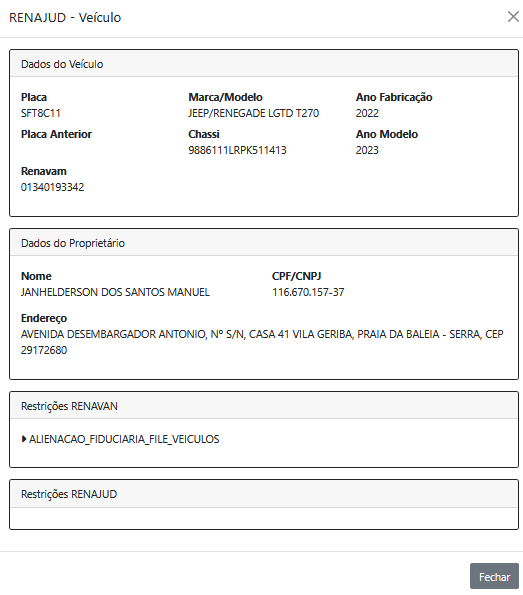 RENAJUD - Veículo
Dados do Veículo
Placa Marca/Modelo Ano Fabricação
SFT8C11 JEEP/RENEGADE LGTD T270 2022
Placa Anterior Chassi Ano Modelo
9886111LRPK511413 2023
Renavam
01340193342
Dados do Proprietário
Nome CPF/CNPJ
JANHELDERSON DOS SANTOS MANUEL 116.670.157-37
Endereço
AVENIDA DESEMBARGADOR ANTONIO, Nº S/N, CASA 41 VILA GERIBA, PRAIA DA BALEIA - SERRA, CEP
29172680
Restrições RENAVAN
ALIENACAO_FIDUCIARIA_FILE_VEICULOS
Restrições RENAJUD
Fechar